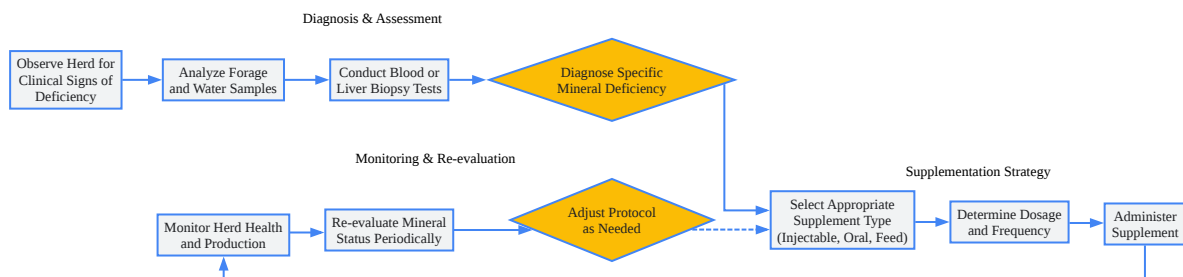 Diagnosis & Assessment
Observe Herd for
Clinical Signs of
Deficiency
Analyze Forage
and Water Samples
Conduct Blood or
Liver Biopsy Tests
Diagnose Specific
Mineral Deficiency
Monitoring & Re-evaluation
Monitor Herd Health
and Production
Re-evaluate Mineral
Status Periodically
Adjust Protocol
as Needed
Supplementation Strategy
Select Appropriate
Supplement Type
(Injectable, Oral, Feed)
Determine Dosage
and Frequency
Administer
Supplement